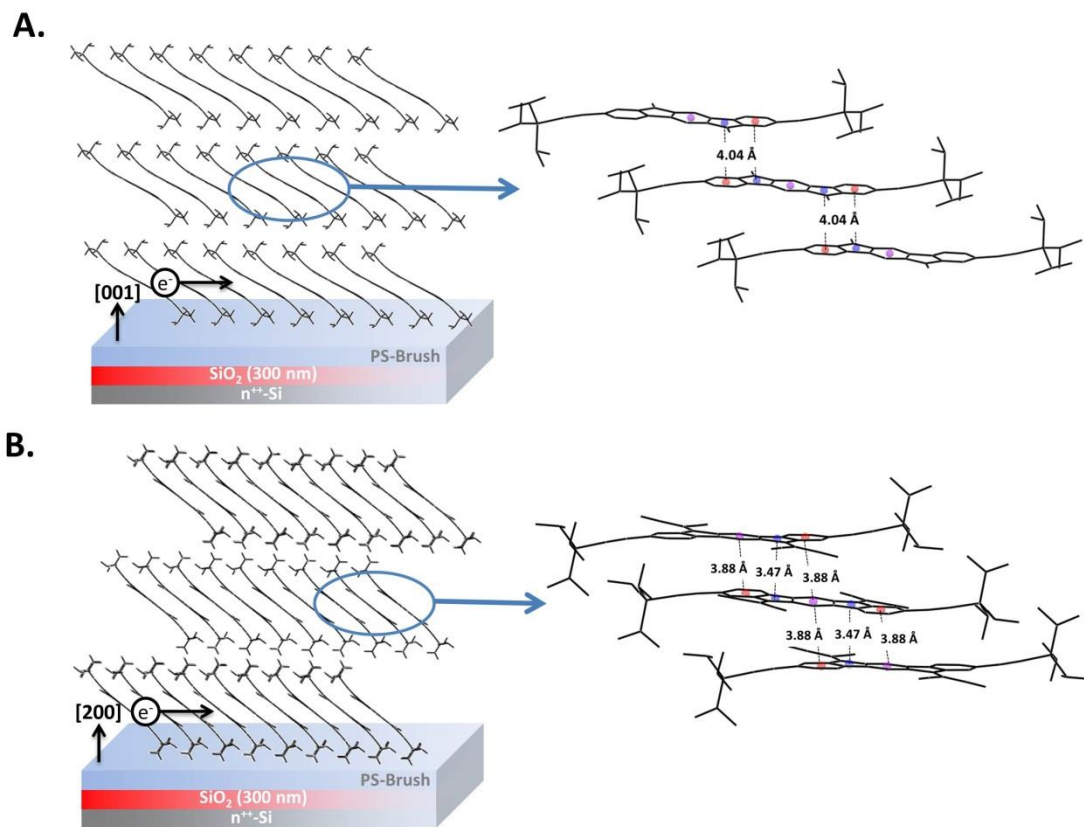 A.
4.04 Å
4.04 Å
e⁻
[001]
PS-Brush
SiO₂ (300 nm)
n⁺⁺-Si
B.
3.88 Å 3.47 Å 3.88 Å
3.88 Å 3.47 Å 3.88 Å
[200] e⁻
PS-Brush
SiO₂ (300 nm)
n⁺⁺-Si